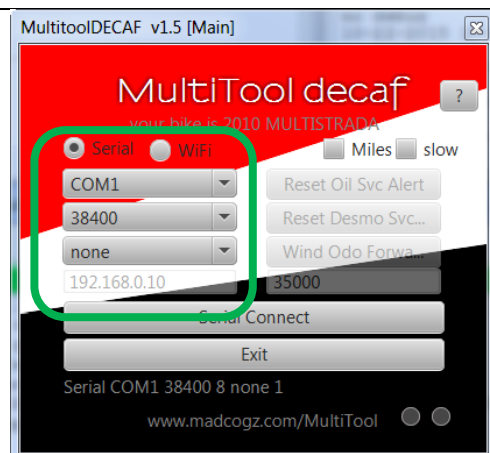 MultitoolDECAF v1.5 [Main]
MultiTool decaf
?
your bike is 2010 MULTISTRADA
Serial WiFi Miles slow
COM1 Reset Oil Svc Alert
38400 Reset Desmo Svc...
none Wind Odo Forwa...
192.168.0.10 35000
Serial Connect
Exit
Serial COM1 38400 8 none 1
www.madcogz.com/MultiTool